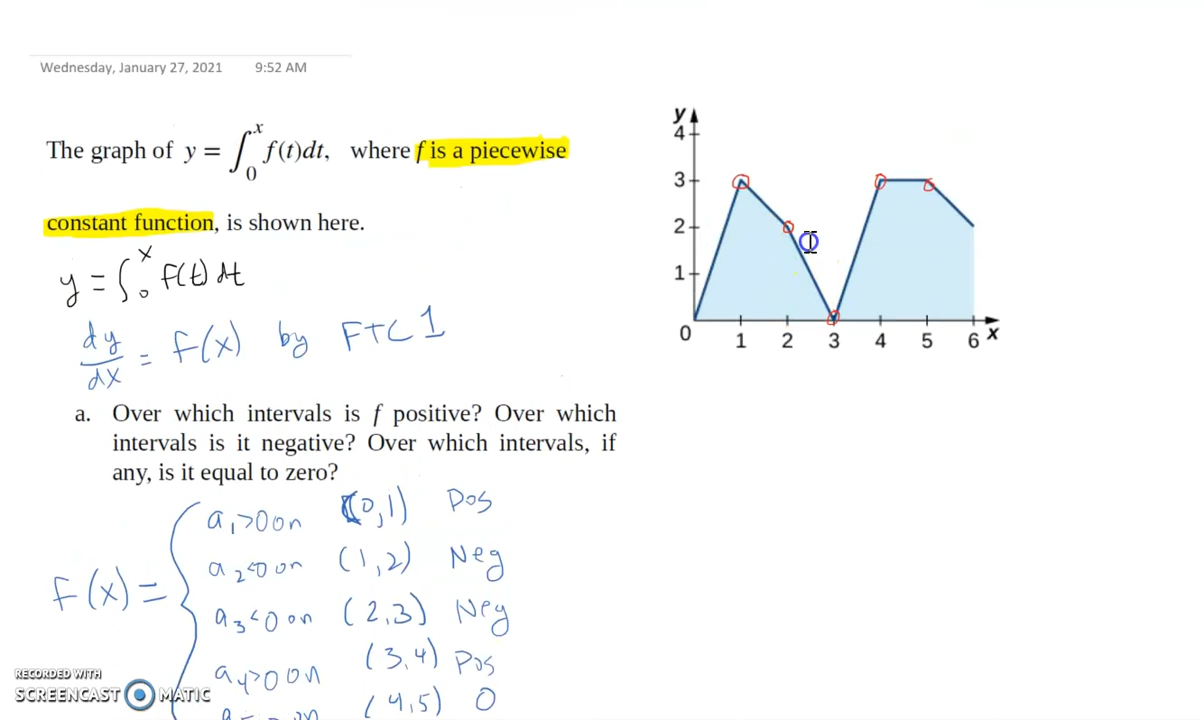 Wednesday, January 27, 2021 9:52 AM
The graph of y = ∫₀ˣ f(t)dt, where f is a piecewise
constant function, is shown here.
y = ∫₀ˣ f(t) dt
dy/dx = f(x) by FTC 1
a. Over which intervals is f positive? Over which
intervals is it negative? Over which intervals, if
any, is it equal to zero?
a₁>0 on (0,1) Pos
a₂<0 on (1,2) Neg
f(x) = {
a₃<0 on (2,3) Neg
a₄>0 on (3,4) Pos
(4,5) 0
y
4
3
2
1
0 1 2 3 4 5 6 x
RECORDED WITH
SCREENCAST MATIC